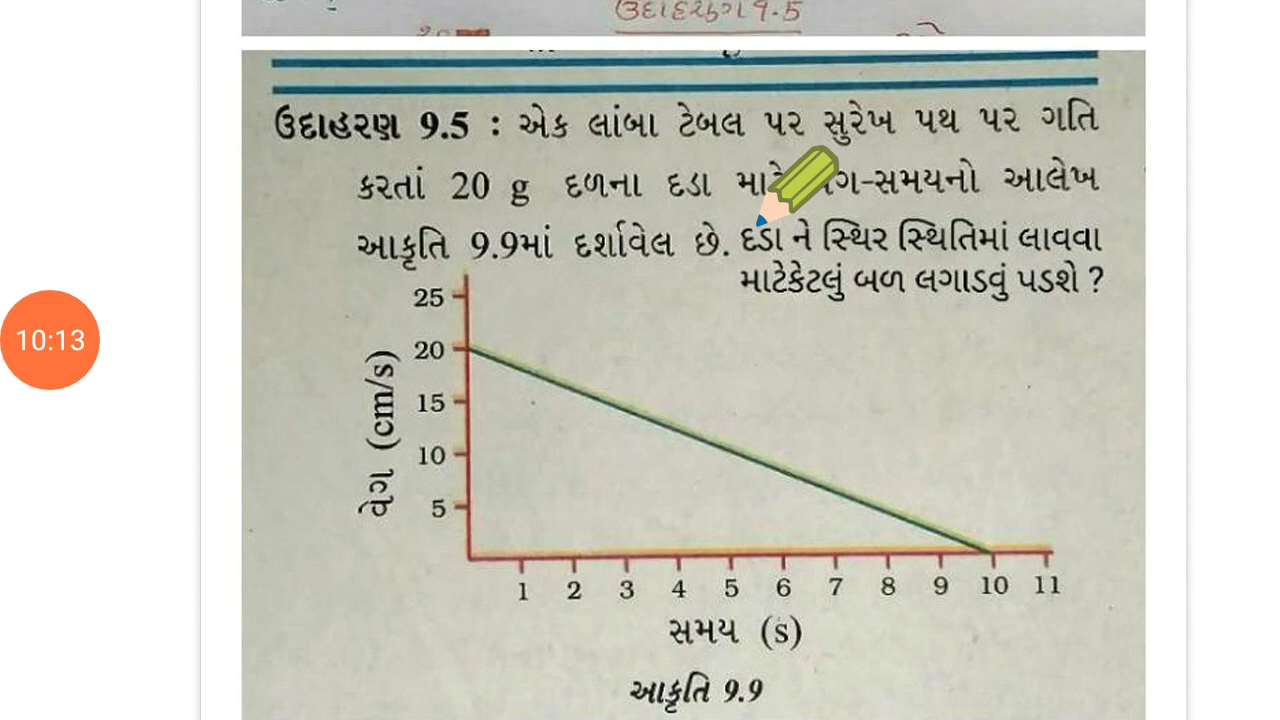 ઉદાહરણ 9.5
10:13
ઉદાહરણ 9.5 : એક લાંબા ટેબલ પર સુરેખ પથ પર ગતિ
કરતાં 20 g દળના દડા માટે વેગ-સમયનો આલેખ
આકૃતિ 9.9માં દર્શાવેલ છે. દડા ને સ્થિર સ્થિતિમાં લાવવા
માટેકેટલું બળ લગાડવું પડશે ?
25
20
15
10
5
વેગ (cm/s)
1 2 3 4 5 6 7 8 9 10 11
સમય (s)
આકૃતિ 9.9